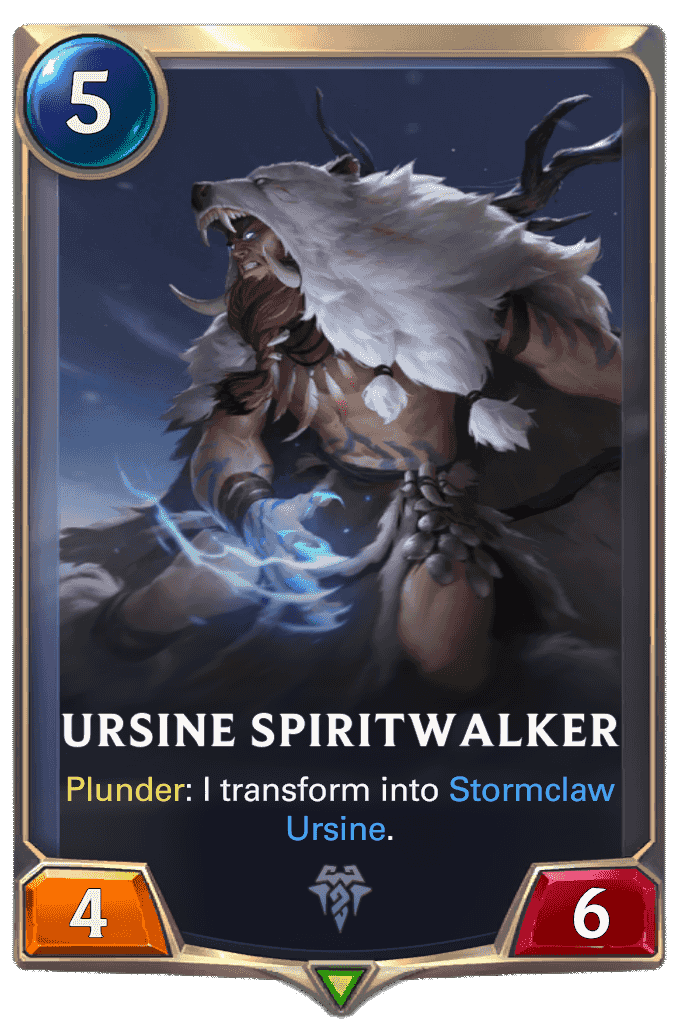 5
URSINE SPIRITWALKER
Plunder: I transform into Stormclaw
Ursine.
4
6